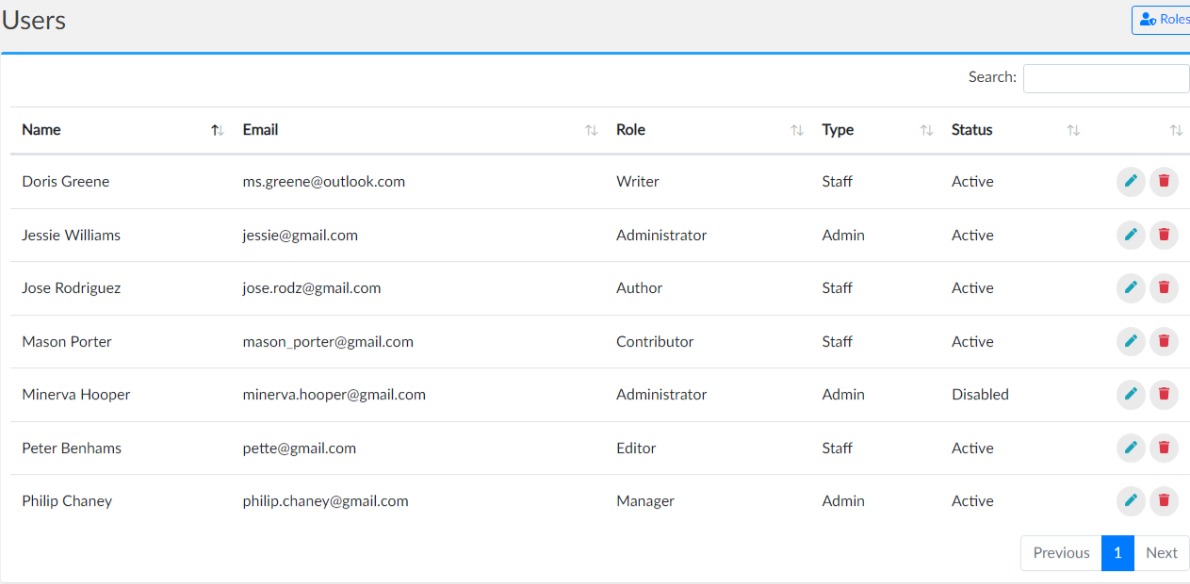 Users
Roles
Search:
Name Email Role Type Status
Doris Greene ms.greene@outlook.com Writer Staff Active
Jessie Williams jessie@gmail.com Administrator Admin Active
Jose Rodriguez jose.rodz@gmail.com Author Staff Active
Mason Porter mason_porter@gmail.com Contributor Staff Active
Minerva Hooper minerva.hooper@gmail.com Administrator Admin Disabled
Peter Benhams pette@gmail.com Editor Staff Active
Philip Chaney philip.chaney@gmail.com Manager Admin Active
Previous 1 Next